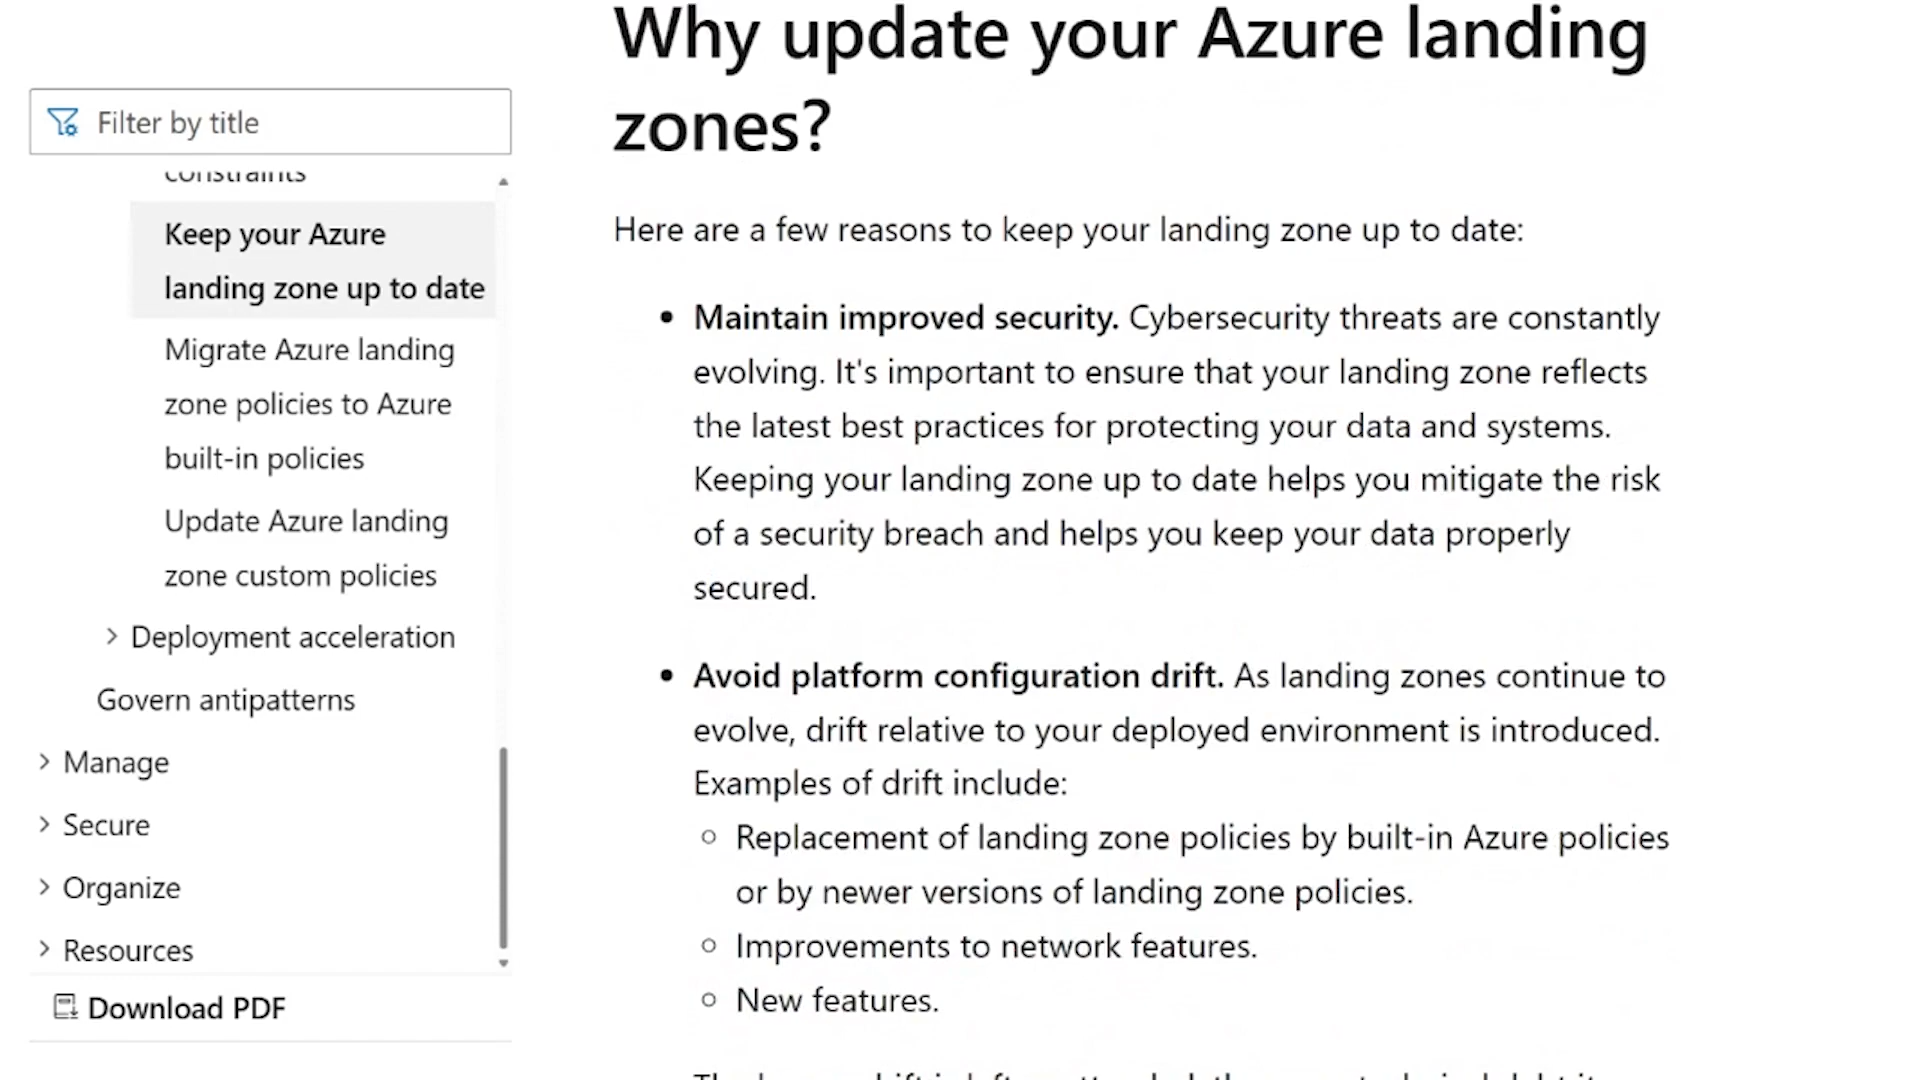 Filter by title
constraints
Keep your Azure
landing zone up to date
Migrate Azure landing
zone policies to Azure
built-in policies
Update Azure landing
zone custom policies
Deployment acceleration
Govern antipatterns
Manage
Secure
Organize
Resources
Download PDF
Why update your Azure landing
zones?
Here are a few reasons to keep your landing zone up to date:
• Maintain improved security. Cybersecurity threats are constantly
evolving. It's important to ensure that your landing zone reflects
the latest best practices for protecting your data and systems.
Keeping your landing zone up to date helps you mitigate the risk
of a security breach and helps you keep your data properly
secured.
• Avoid platform configuration drift. As landing zones continue to
evolve, drift relative to your deployed environment is introduced.
Examples of drift include:
○ Replacement of landing zone policies by built-in Azure policies
or by newer versions of landing zone policies.
○ Improvements to network features.
○ New features.